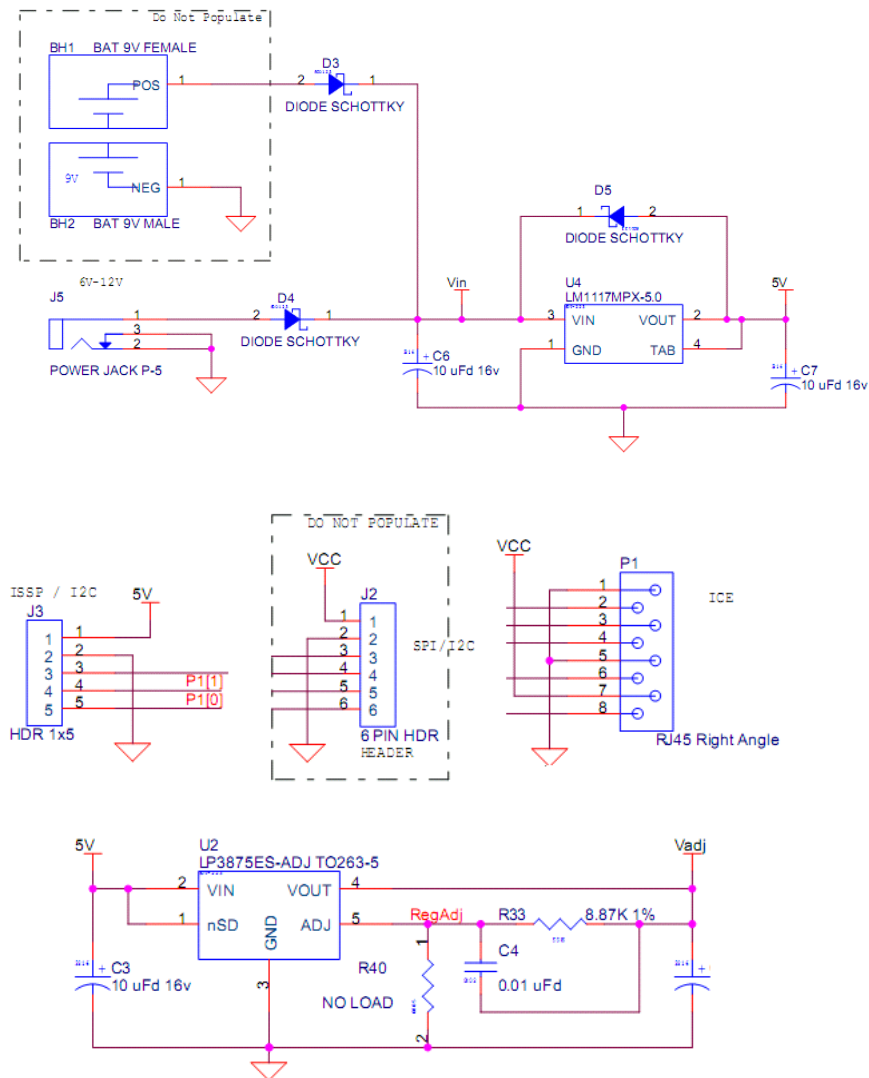 Do Not Populate
BH1 BAT 9V FEMALE
POS
1
D3
2
1
DIODE SCHOTTKY
9V
NEG
1
BH2 BAT 9V MALE
6V-12V
J5
1
3
2
POWER JACK P-5
D4
2
1
DIODE SCHOTTKY
Vin
D5
1
2
DIODE SCHOTTKY
U4
LM1117MPX-5.0
5V
3
VIN
VOUT
2
1
GND
TAB
4
+
C6
10 uFd 16v
+
C7
10 uFd 16v
ISSP / I2C
5V
J3
1
1
2
2
3
3
4
4
P1[1]
5
5
P1[0]
HDR 1x5
DO NOT POPULATE
VCC
J2
1
1
2
2
3
3
4
4
5
5
6
6
SPI/I2C
6 PIN HDR
HEADER
VCC
P1
ICE
1
2
3
4
5
6
7
8
RJ45 Right Angle
5V
U2
LP3875ES-ADJ TO263-5
Vadj
2
VIN
VOUT
4
1
nSD
ADJ
5
GND
3
RegAdj
R33
8.87K 1%
C4
0.01 uFd
1
R40
NO LOAD
2
+
C3
10 uFd 16v
+